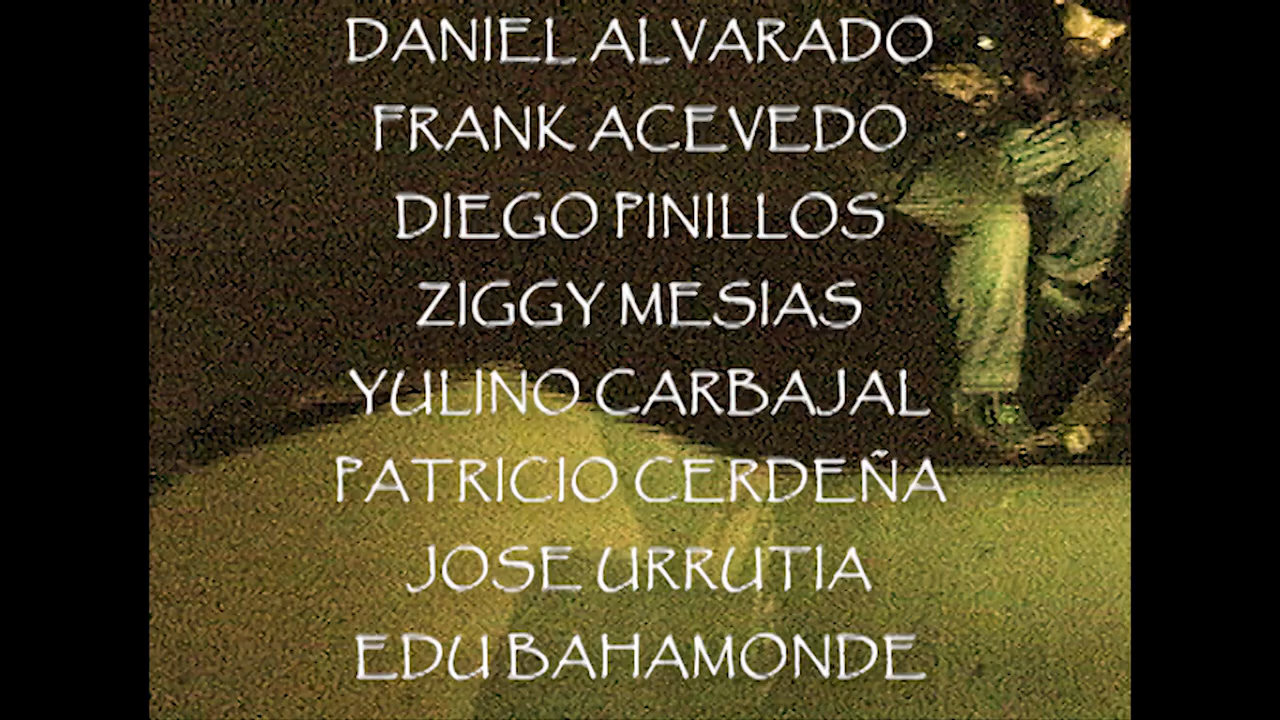 DANIEL ALVARADO
FRANK ACEVEDO
DIEGO PINILLOS
ZIGGY MESIAS
YULINO CARBAJAL
PATRICIO CERDEÑA
JOSE URRUTIA
EDU BAHAMONDE